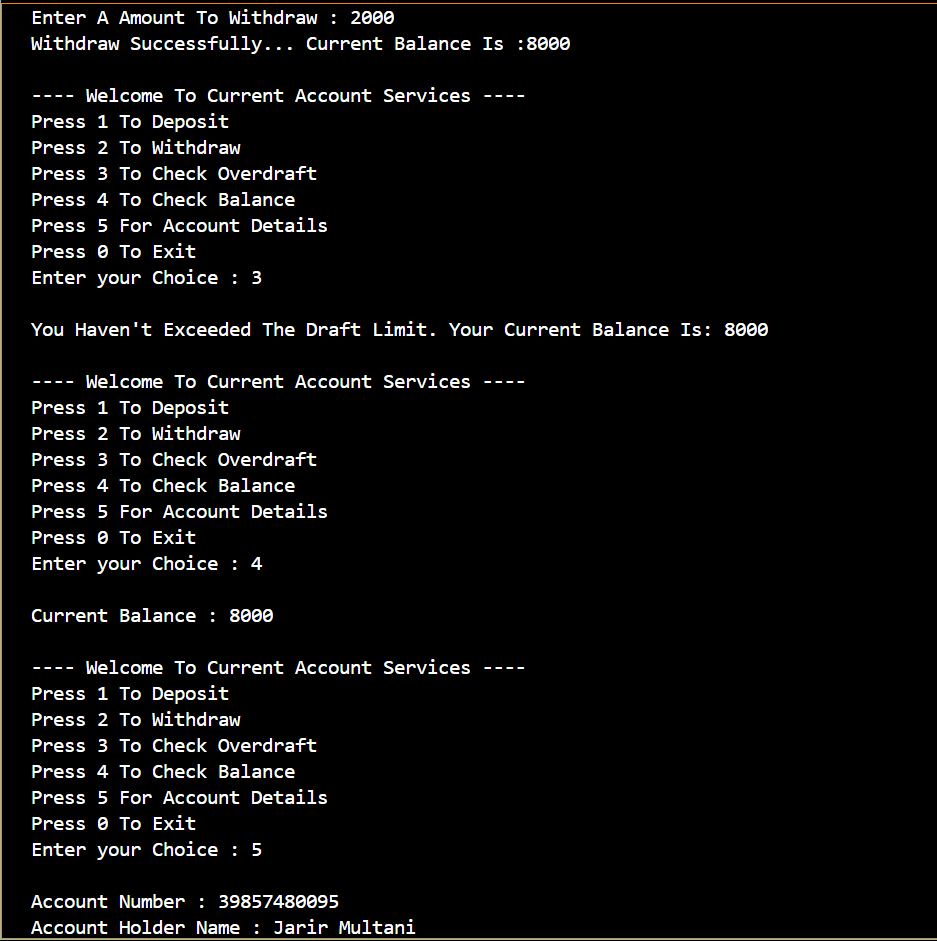 Enter A Amount To Withdraw : 2000
Withdraw Successfully... Current Balance Is :8000
---- Welcome To Current Account Services ----
Press 1 To Deposit
Press 2 To Withdraw
Press 3 To Check Overdraft
Press 4 To Check Balance
Press 5 For Account Details
Press 0 To Exit
Enter your Choice : 3
You Haven't Exceeded The Draft Limit. Your Current Balance Is: 8000
---- Welcome To Current Account Services ----
Press 1 To Deposit
Press 2 To Withdraw
Press 3 To Check Overdraft
Press 4 To Check Balance
Press 5 For Account Details
Press 0 To Exit
Enter your Choice : 4
Current Balance : 8000
---- Welcome To Current Account Services ----
Press 1 To Deposit
Press 2 To Withdraw
Press 3 To Check Overdraft
Press 4 To Check Balance
Press 5 For Account Details
Press 0 To Exit
Enter your Choice : 5
Account Number : 39857480095
Account Holder Name : Jarir Multani